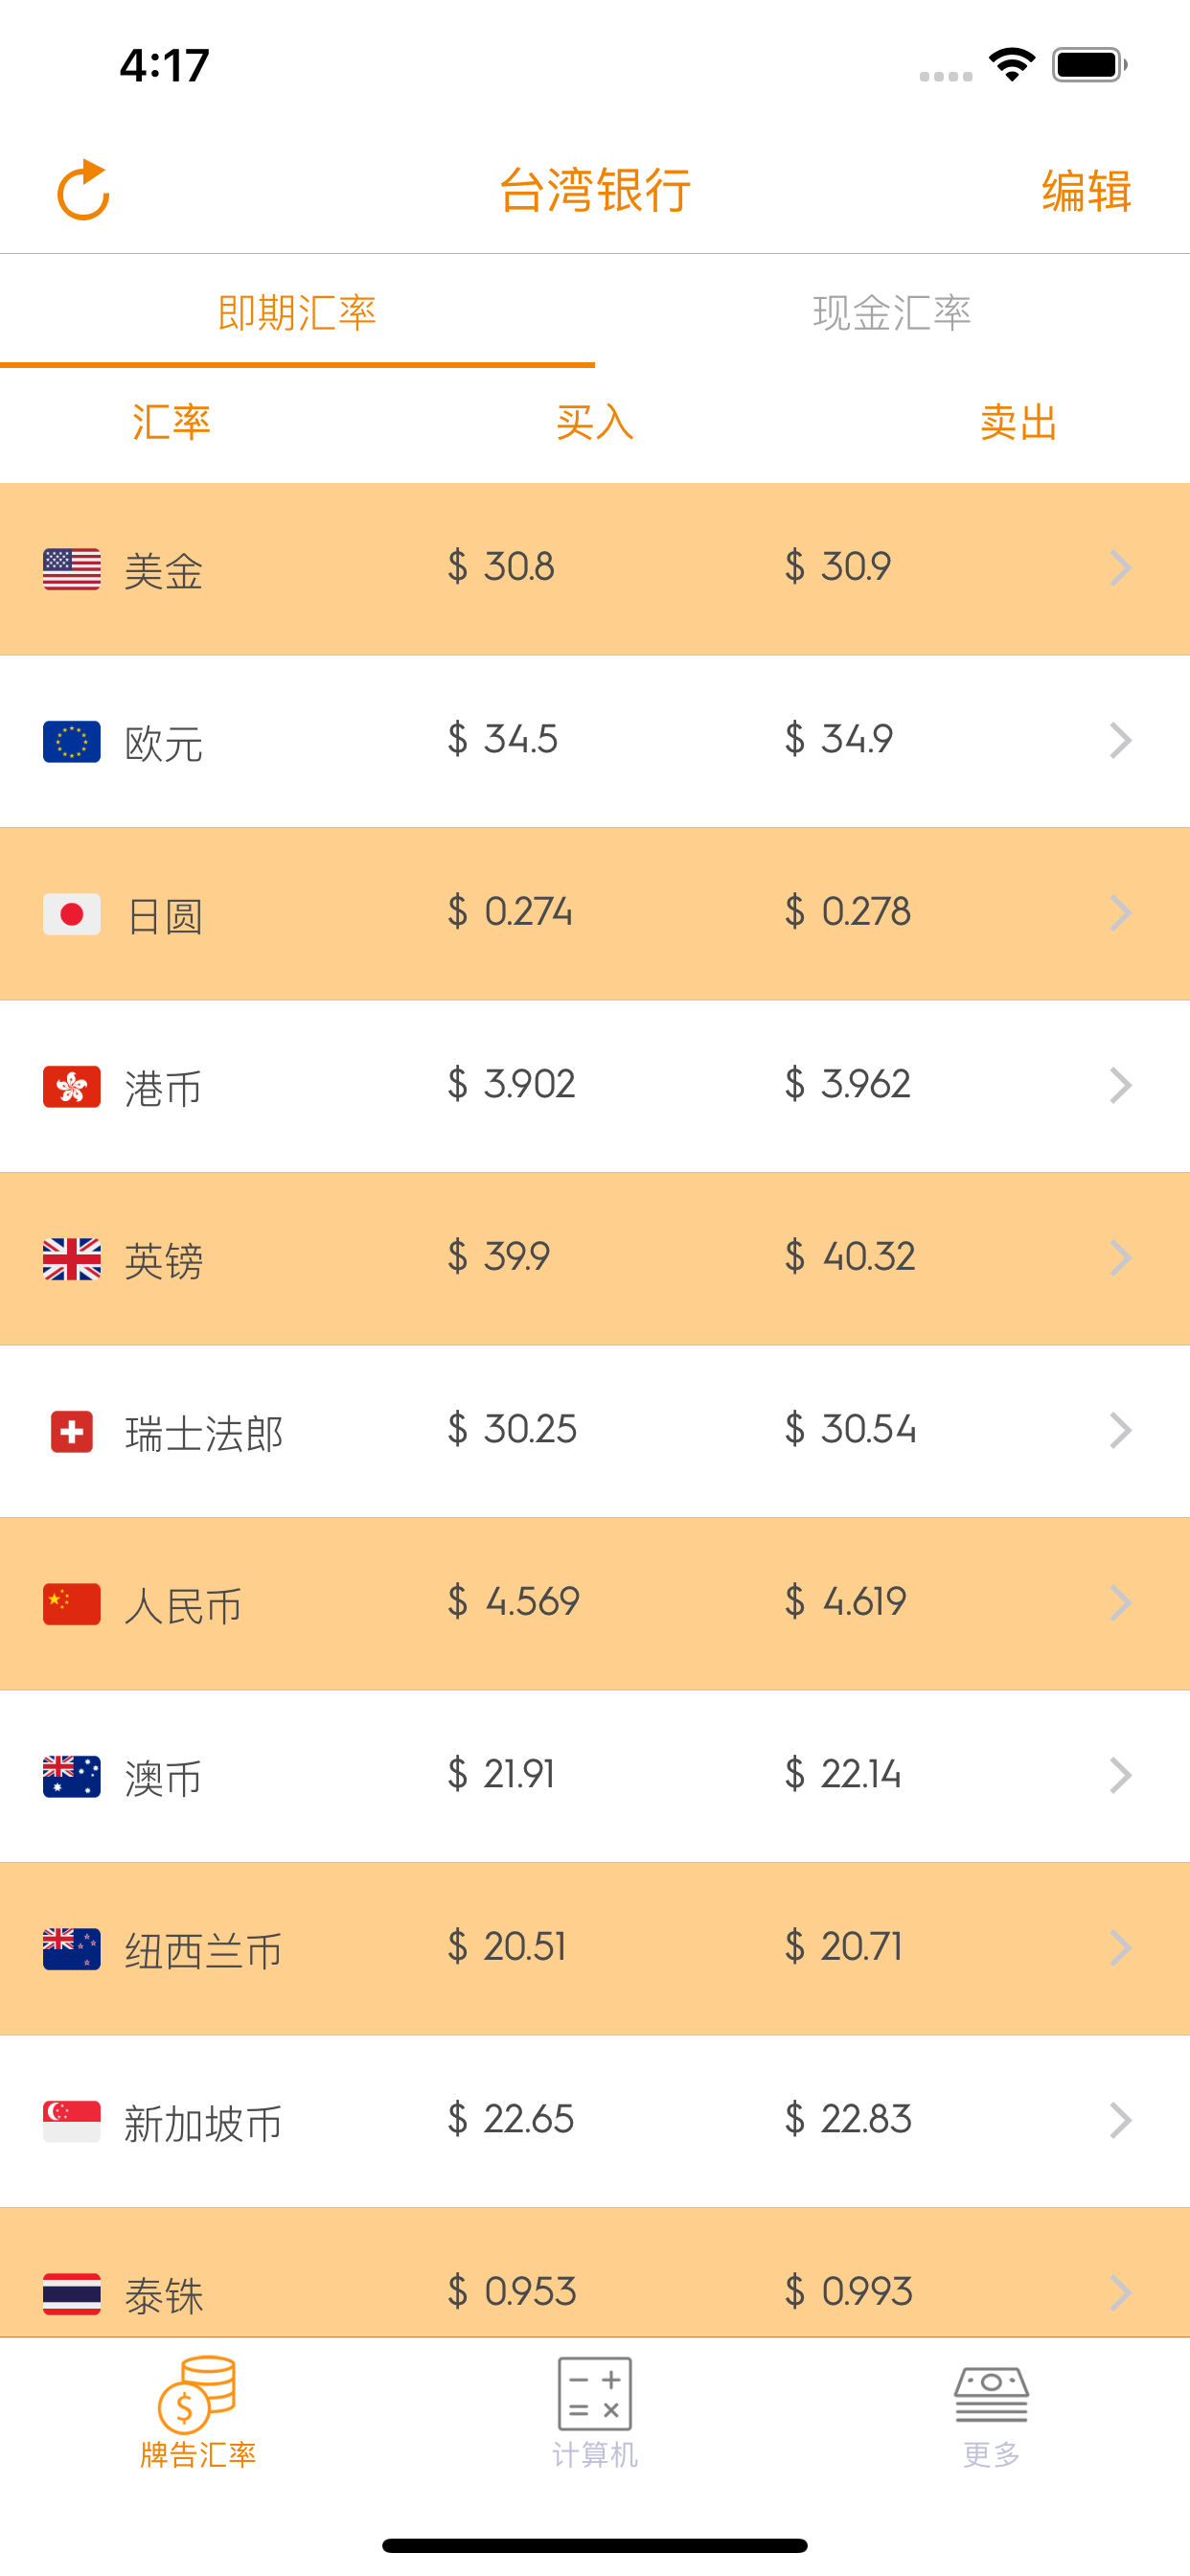 4:17
台湾银行
编辑
即期汇率 现金汇率
汇率 买入 卖出
美金 $ 30.8 $ 30.9
欧元 $ 34.5 $ 34.9
日圆 $ 0.274 $ 0.278
港币 $ 3.902 $ 3.962
英镑 $ 39.9 $ 40.32
瑞士法郎 $ 30.25 $ 30.54
人民币 $ 4.569 $ 4.619
澳币 $ 21.91 $ 22.14
纽西兰币 $ 20.51 $ 20.71
新加坡币 $ 22.65 $ 22.83
泰铢 $ 0.953 $ 0.993
牌告汇率 计算机 更多